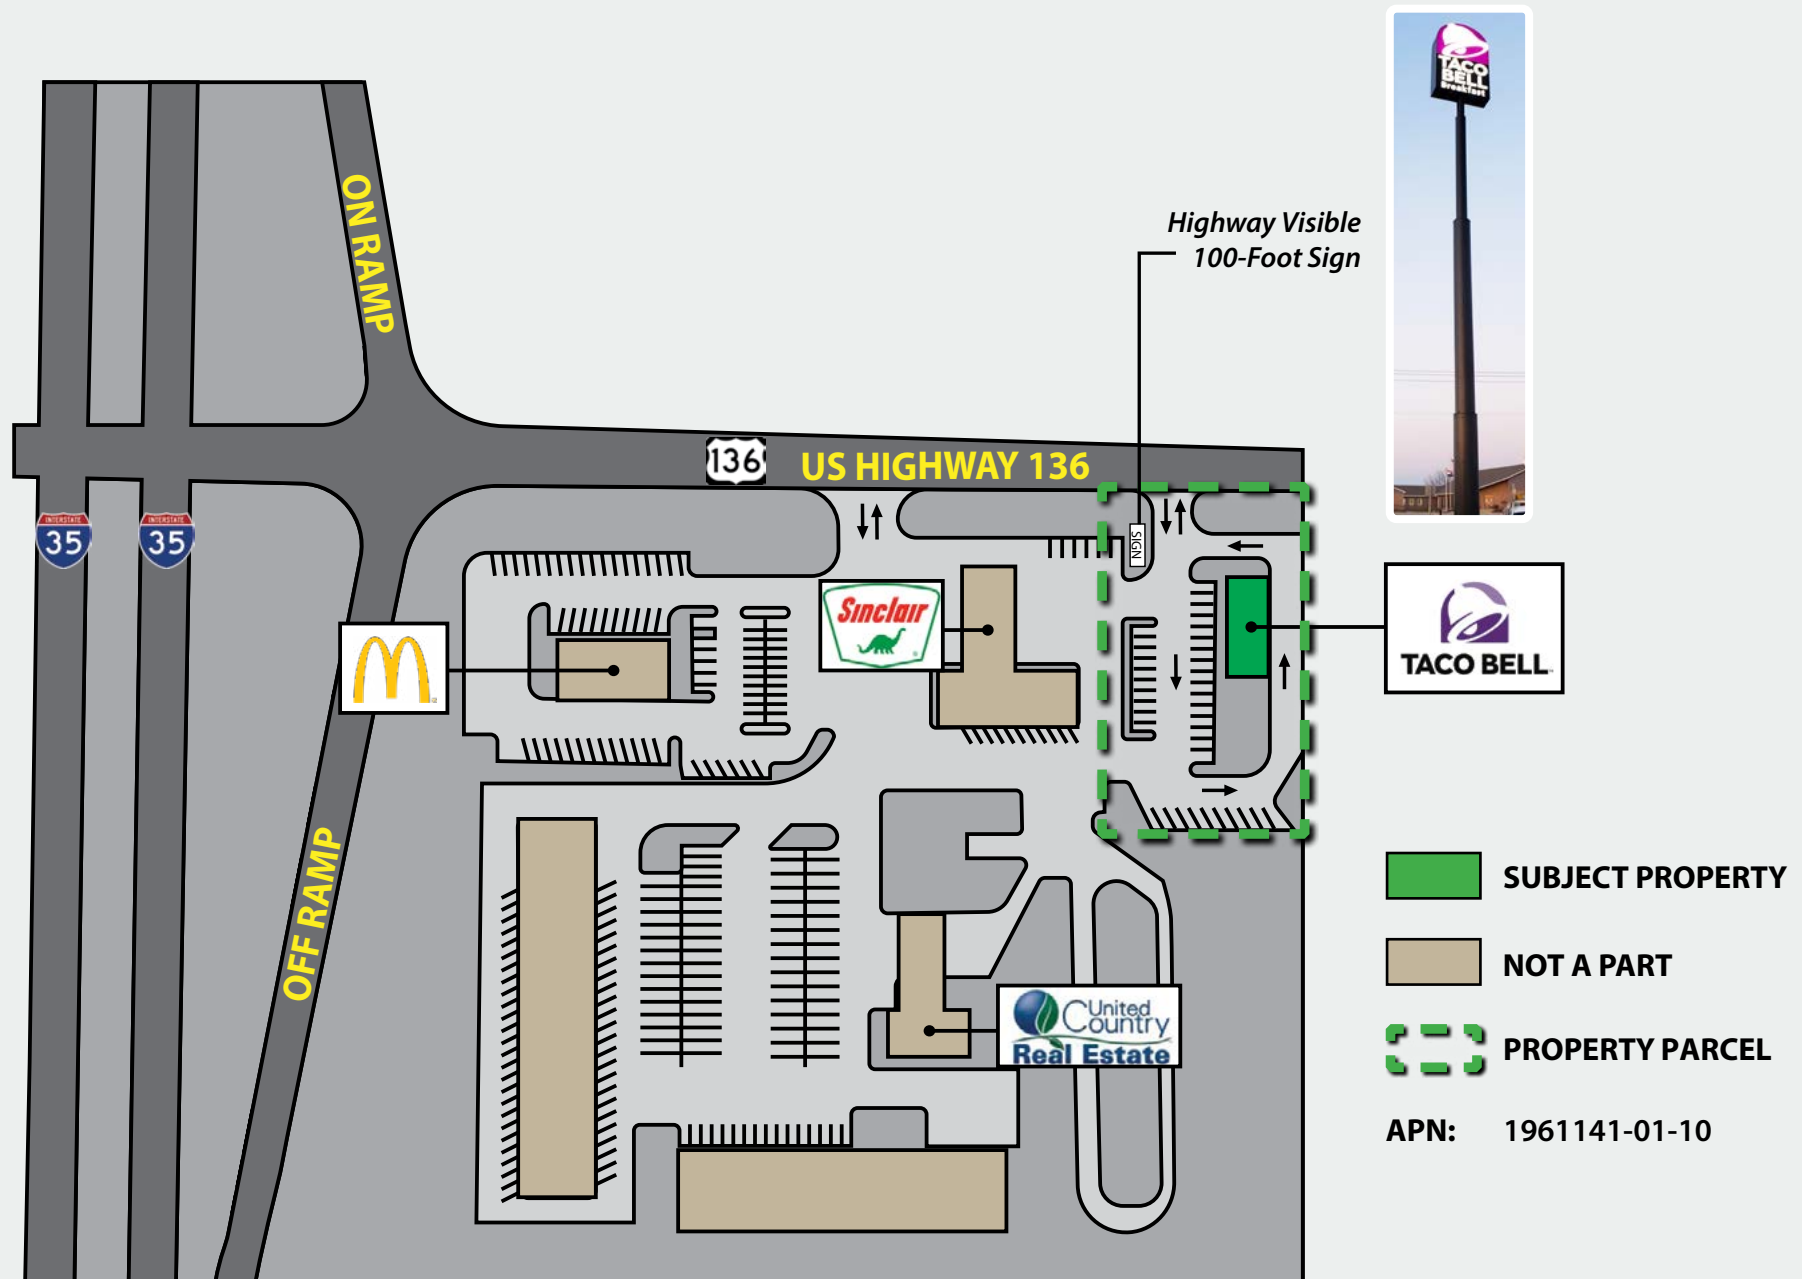 TACO
BELL
Breakfast
Highway Visible
100-Foot Sign
ON RAMP
136
US HIGHWAY 136
INTERSTATE
35
INTERSTATE
35
SIGN
Sinclair
TACO BELL
OFF RAMP
United
Country
Real Estate
SUBJECT PROPERTY
NOT A PART
PROPERTY PARCEL
APN: 1961141-01-10